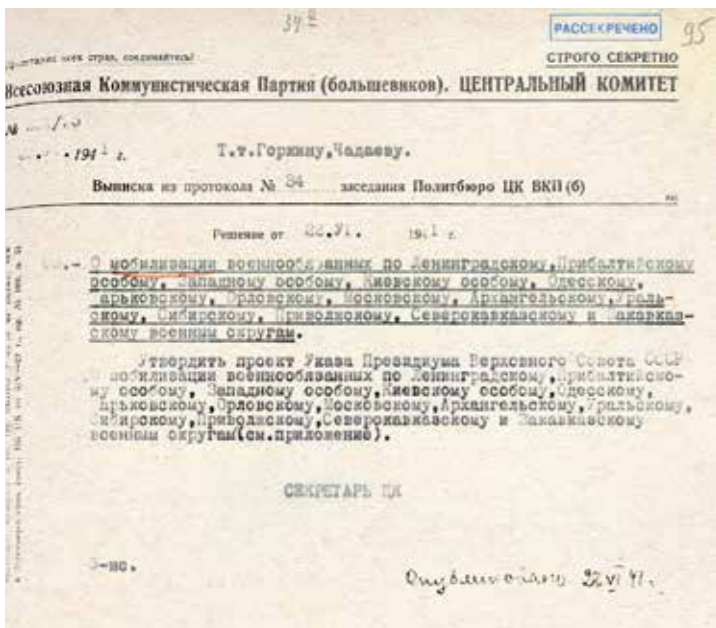 РАССЕКРЕЧЕНО
95
СТРОГО СЕКРЕТНО
всех стран, соединяйтесь!
Всесоюзная Коммунистическая Партия (большевиков). ЦЕНТРАЛЬНЫЙ КОМИТЕТ
№
1941 г.
Т.т.Горкину,Чадаеву.
Выписка из протокола № 34 заседания Политбюро ЦК ВКП(б)
Решение от 22.VI. 1941 г.
.- О мобилизации военнообязанных по Ленинградскому,Прибалтийскому
особому, Западному особому, Киевскому особому, Одесскому,
Харьковскому, Орловскому, Московскому, Архангельскому,Ураль-
скому, Сибирскому, Приволжскому, Северокавказскому и Закавказ-
скому военным округам.
Утвердить проект Указа Президиума Верховного Совета СССР
О мобилизации военнообязанных по Ленинградскому,Прибалтийско-
му особому, Западному особому,Киевскому особому,Одесскому,
Харьковскому,Орловскому,Московскому,Архангельскому,Уральскому,
Сибирскому,Приволжскому,Северокавказскому и Закавказскому
военным округам(см.приложение).
СЕКРЕТАРЬ ЦК
Опубликовано 22 VI 41 г.